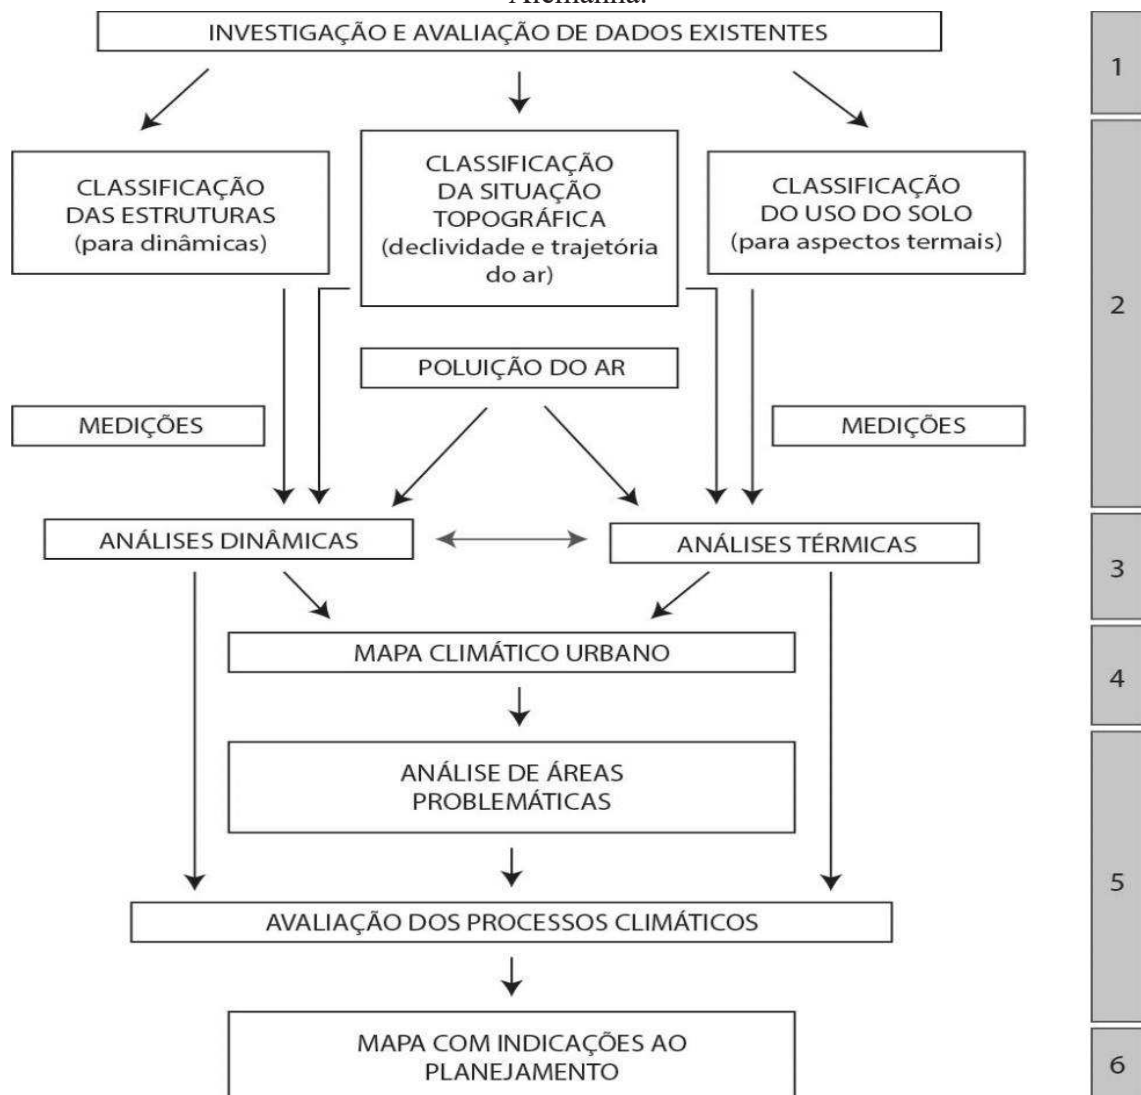 Alemanha.
INVESTIGAÇÃO E AVALIAÇÃO DE DADOS EXISTENTES
1
CLASSIFICAÇÃO
DAS ESTRUTURAS
(para dinâmicas)
CLASSIFICAÇÃO
DA SITUAÇÃO
TOPOGRÁFICA
(declividade e trajetória
do ar)
CLASSIFICAÇÃO
DO USO DO SOLO
(para aspectos termais)
2
POLUIÇÃO DO AR
MEDIÇÕES
MEDIÇÕES
ANÁLISES DINÂMICAS
ANÁLISES TÉRMICAS
3
MAPA CLIMÁTICO URBANO
4
ANÁLISE DE ÁREAS
PROBLEMÁTICAS
5
AVALIAÇÃO DOS PROCESSOS CLIMÁTICOS
MAPA COM INDICAÇÕES AO
PLANEJAMENTO
6